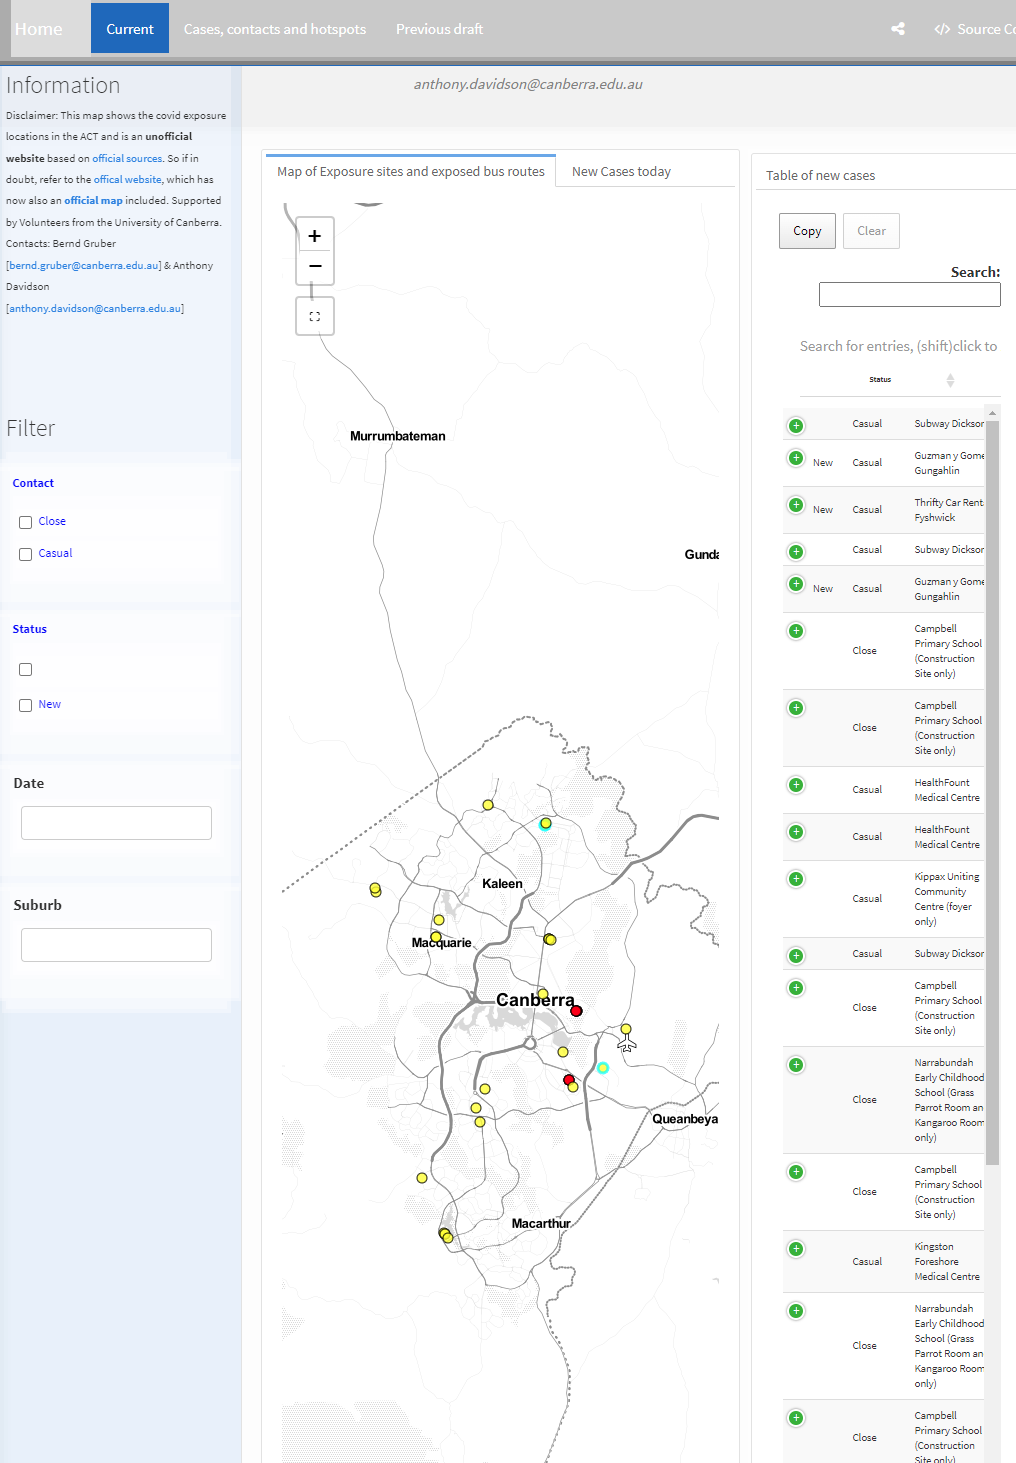 Home
Current
Cases, contacts and hotspots
Previous draft
</> Source Co
Information
Disclaimer: This map shows the covid exposure
locations in the ACT and is an unofficial
website based on official sources. So if in
doubt, refer to the offical website, which has
now also an official map included. Supported
by Volunteers from the University of Canberra.
Contacts: Bernd Gruber
[bernd.gruber@canberra.edu.au] & Anthony
Davidson
[anthony.davidson@canberra.edu.au]
Filter
Contact
Close
Casual
Status
New
Date
Suburb
anthony.davidson@canberra.edu.au
Map of Exposure sites and exposed bus routes
New Cases today
+
−
Murrumbateman
Gunda
Kaleen
Macquarie
Canberra
Queanbeya
Macarthur
Table of new cases
Copy
Clear
Search:
Search for entries, (shift)click to
Status
Casual Subway Dickson
New Casual Guzman y Gome
Gungahlin
New Casual Thrifty Car Renta
Fyshwick
Casual Subway Dickson
New Casual Guzman y Gome
Gungahlin
Close Campbell
Primary School
(Construction
Site only)
Close Campbell
Primary School
(Construction
Site only)
Casual HealthFount
Medical Centre
Casual HealthFount
Medical Centre
Casual Kippax Uniting
Community
Centre (foyer
only)
Casual Subway Dickson
Close Campbell
Primary School
(Construction
Site only)
Close Narrabundah
Early Childhood
School (Grass
Parrot Room an
Kangaroo Room
only)
Close Campbell
Primary School
(Construction
Site only)
Casual Kingston
Foreshore
Medical Centre
Close Narrabundah
Early Childhood
School (Grass
Parrot Room an
Kangaroo Room
only)
Close Campbell
Primary School
(Construction
Site only)